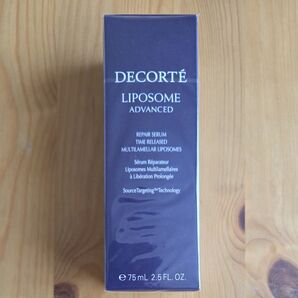 DECORTÉ
LIPOSOME
ADVANCED
REPAIR SERUM
TIME RELEASED
MULTILAMELLAR LIPOSOMES
Sérum Réparateur
Liposomes Multilamellaires
à Libération Prolongée
SourceTargeting™Technology
℮ 75 mL 2.5 FL. OZ.